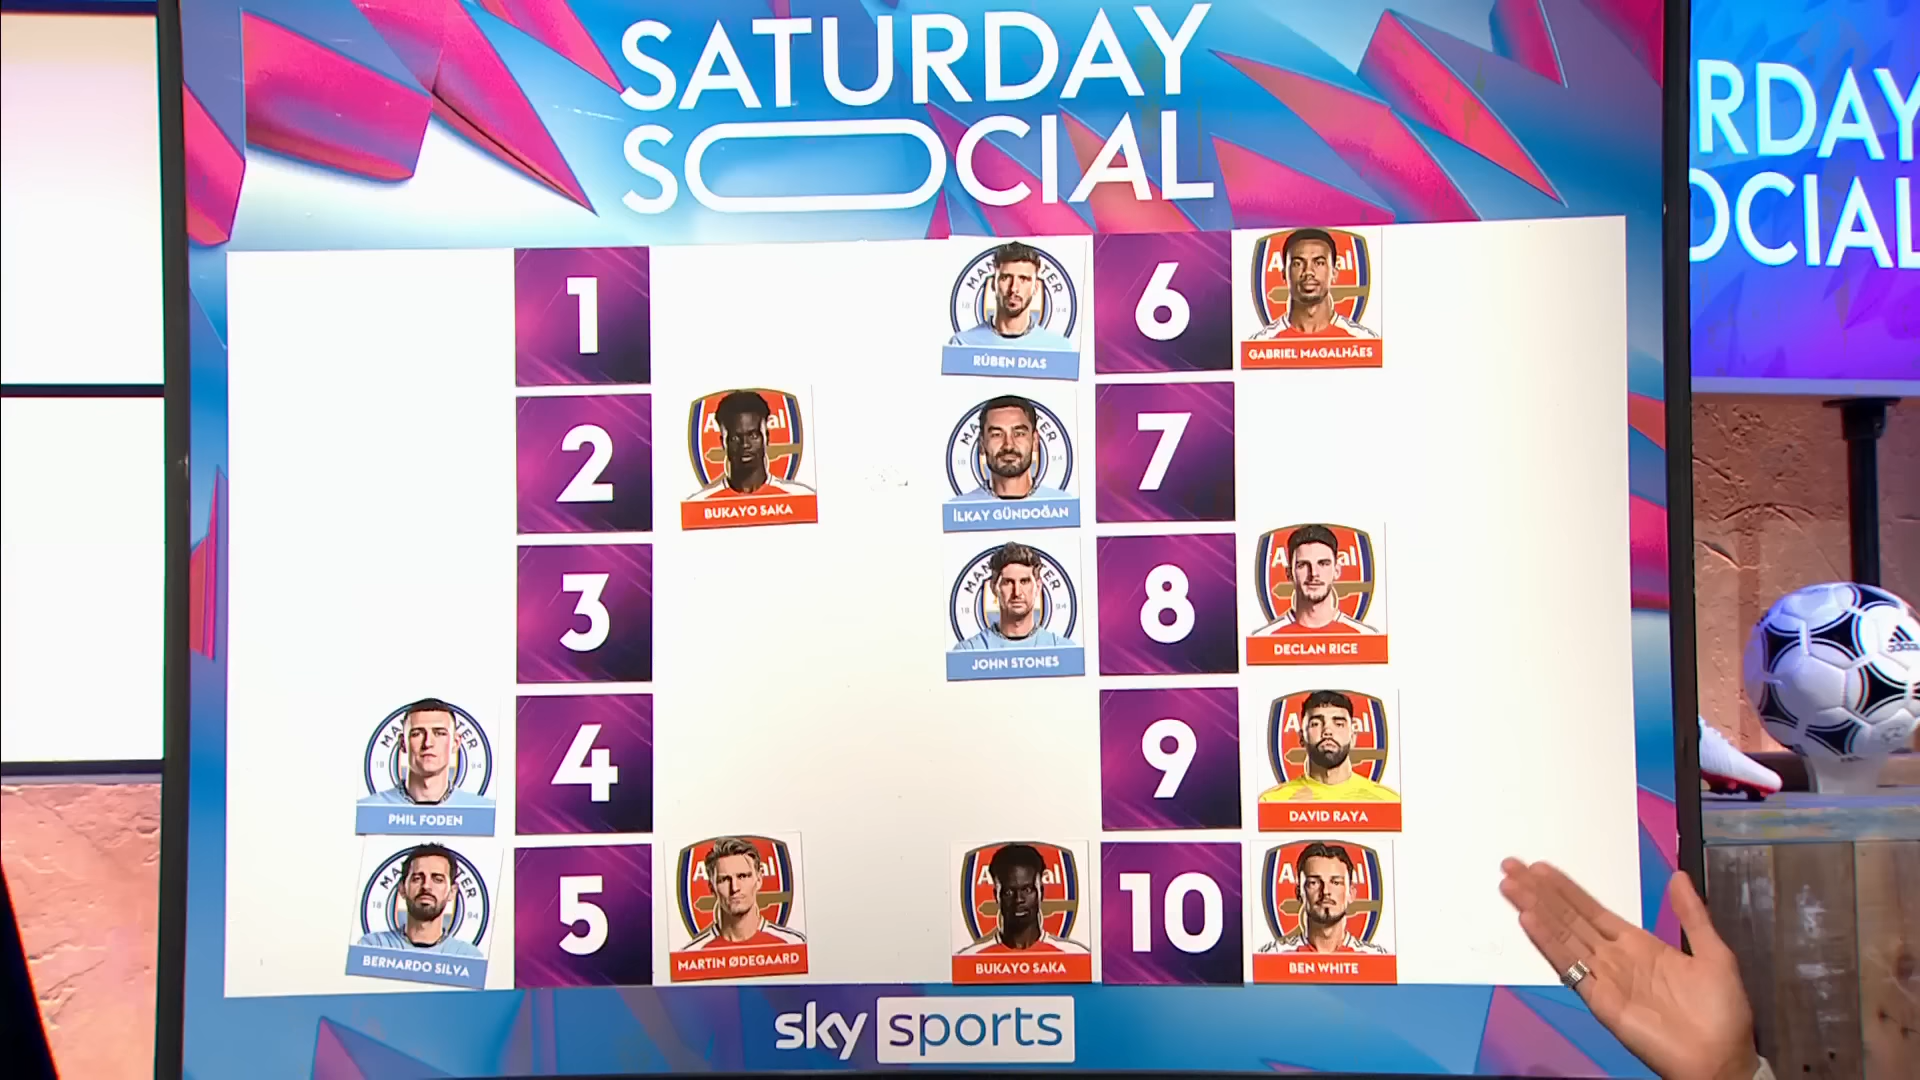 SATURDAY
SOCIAL
RDAY
OCIAL
1
2
BUKAYO SAKA
3
4
PHIL FODEN
5
BERNARDO SILVA
MARTIN ØDEGAARD
6
RÚBEN DIAS
GABRIEL MAGALHÃES
7
İLKAY GÜNDOĞAN
8
JOHN STONES
DECLAN RICE
9
DAVID RAYA
10
BUKAYO SAKA
BEN WHITE
sky sports